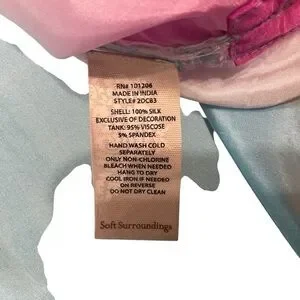 RN# 101206
MADE IN INDIA
STYLE# 2DC83
SHELL: 100% SILK
EXCLUSIVE OF DECORATION
TANK: 95% VISCOSE
5% SPANDEX
HAND WASH COLD
SEPARATELY
ONLY NON-CHLORINE
BLEACH WHEN NEEDED
HANG TO DRY
COOL IRON IF NEEDED
ON REVERSE
DO NOT DRY CLEAN
Soft Surroundings